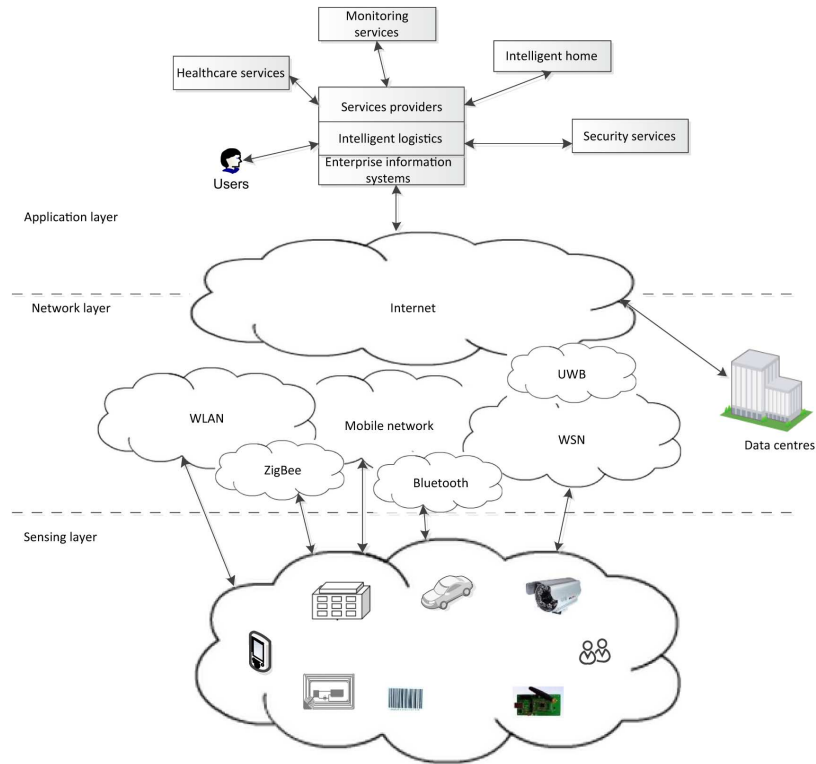 Monitoring
services
Healthcare services
Intelligent home
Services providers
Intelligent logistics
Security services
Enterprise information
systems
Users
Application layer
Network layer
Internet
UWB
WLAN
Mobile network
WSN
Data centres
ZigBee
Bluetooth
Sensing layer